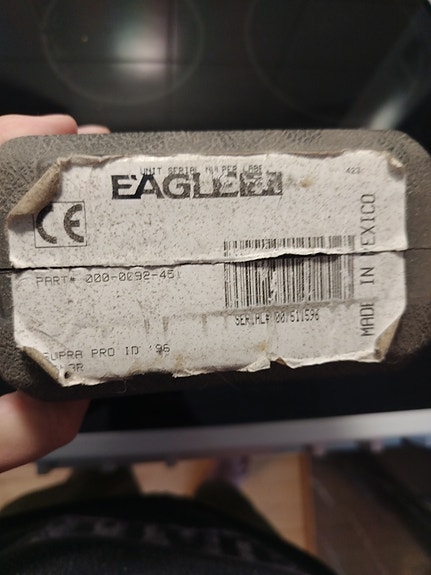 UNIT SERIAL NUMBER LABEL
423
EAGLE
CE
PART# 000-0092-451
SERIAL# 001511596
MADE IN MEXICO
SUPRA PRO ID '96